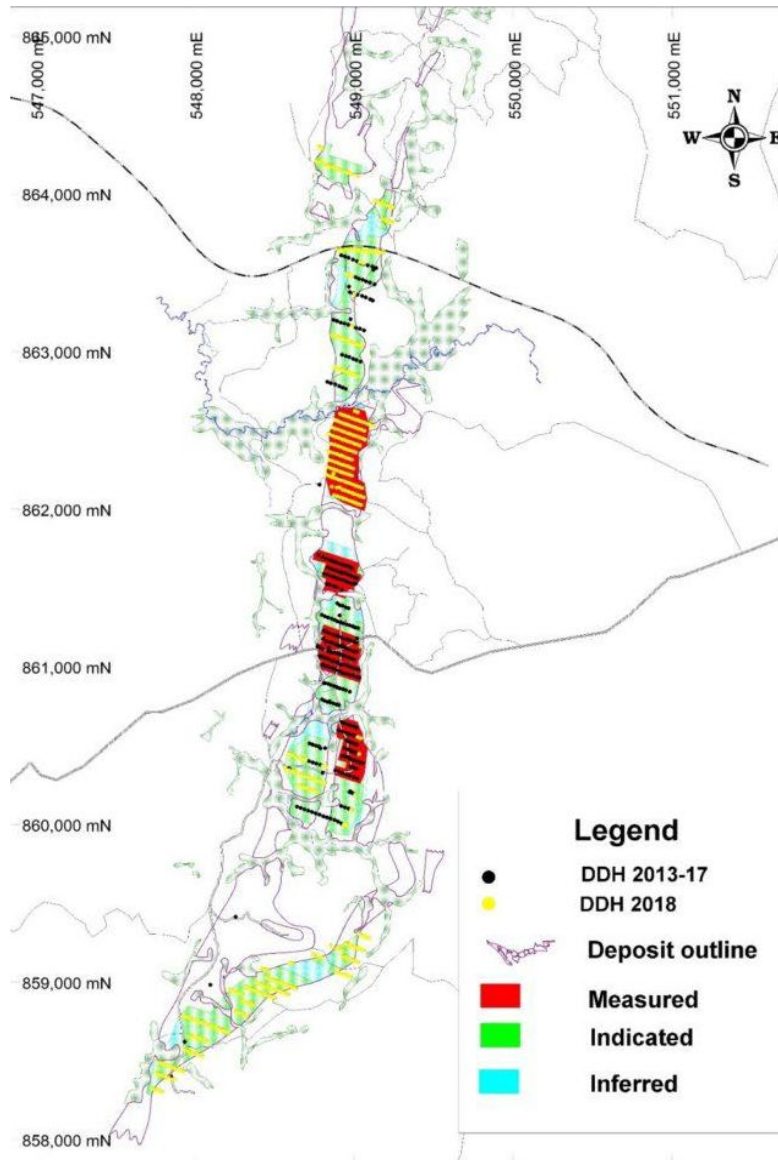 865,000 mN
547,000 mE
548,000 mE
549,000 mE
550,000 mE
551,000 mE
N
W
E
S
864,000 mN
863,000 mN
862,000 mN
861,000 mN
860,000 mN
859,000 mN
858,000 mN
Legend
DDH 2013-17
DDH 2018
Deposit outline
Measured
Indicated
Inferred